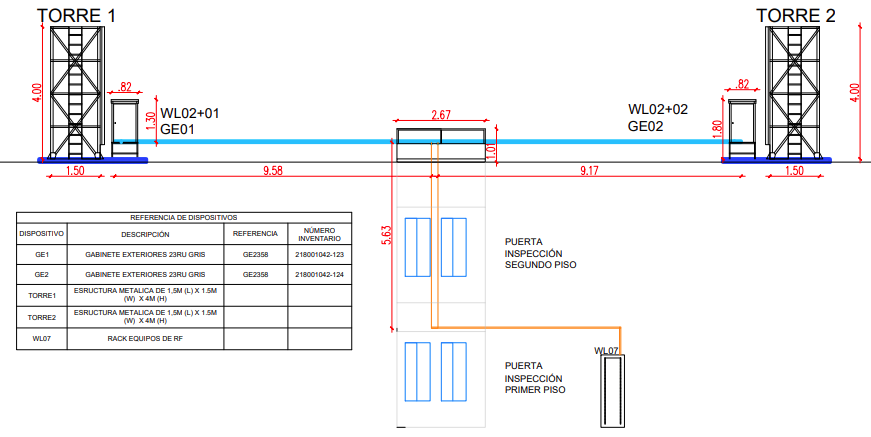 TORRE 1
TORRE 2
4.00
.82
1.30
WL02+01
GE01
2.67
1.01
WL02+02
GE02
.82
1.80
4.00
1.50
9.58
9.17
1.50
5.63
REFERENCIA DE DISPOSITIVOS
DISPOSITIVO DESCRIPCIÓN REFERENCIA NÚMERO INVENTARIO
GE1 GABINETE EXTERIORES 23RU GRIS GE2358 218001042-123
GE2 GABINETE EXTERIORES 23RU GRIS GE2358 218001042-124
TORRE1 ESRUCTURA METALICA DE 1,5M (L) X 1.5M
(W) X 4M (H)
TORRE2 ESRUCTURA METALICA DE 1,5M (L) X 1.5M
(W) X 4M (H)
WL07 RACK EQUIPOS DE RF
PUERTA
INSPECCIÓN
SEGUNDO PISO
WL07
PUERTA
INSPECCIÓN
PRIMER PISO